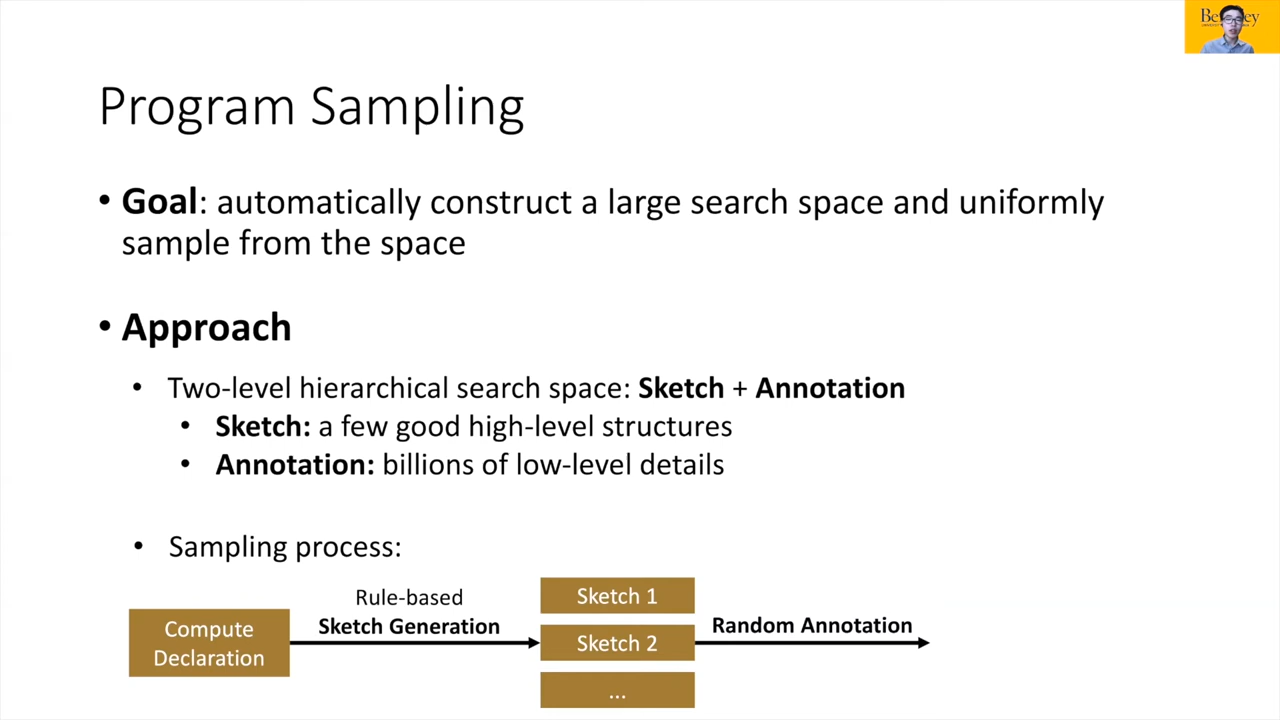 Program Sampling
• Goal: automatically construct a large search space and uniformly
sample from the space
• Approach
• Two-level hierarchical search space: Sketch + Annotation
• Sketch: a few good high-level structures
• Annotation: billions of low-level details
• Sampling process:
Compute
Declaration
Rule-based
Sketch Generation
Sketch 1
Sketch 2
...
Random Annotation